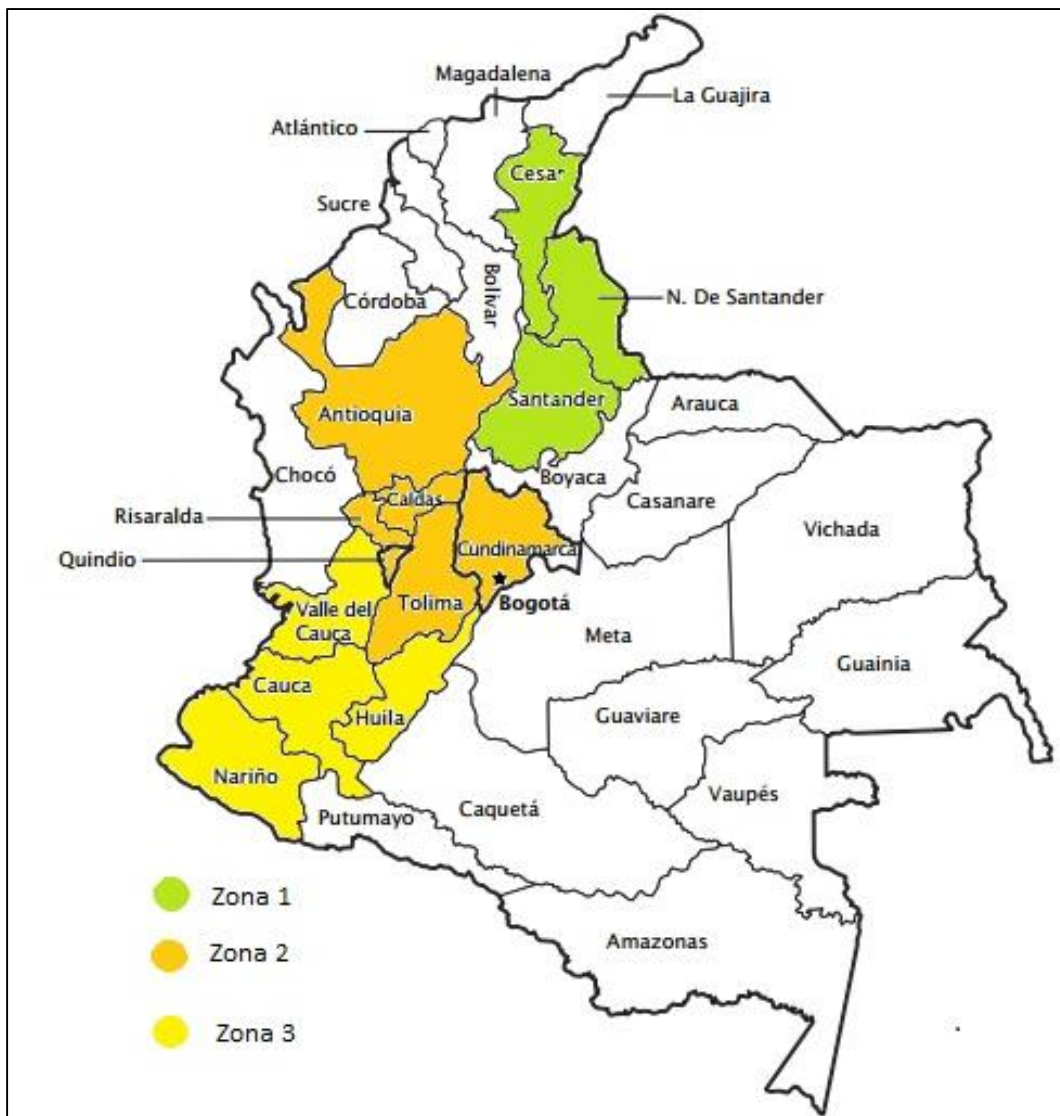 Magadalena
La Guajira
Atlántico
Cesar
Sucre
Bolívar
N. De Santander
Córdoba
Santander
Arauca
Antioquia
Boyaca
Chocó
Casanare
Caldas
Risaralda
Vichada
Cundinamarca
Quindio
Tolima
Bogotá
Valle del
Cauca
Meta
Guainia
Cauca
Huila
Guaviare
Nariño
Vaupés
Caquetá
Putumayo
Zona 1
Amazonas
Zona 2
Zona 3